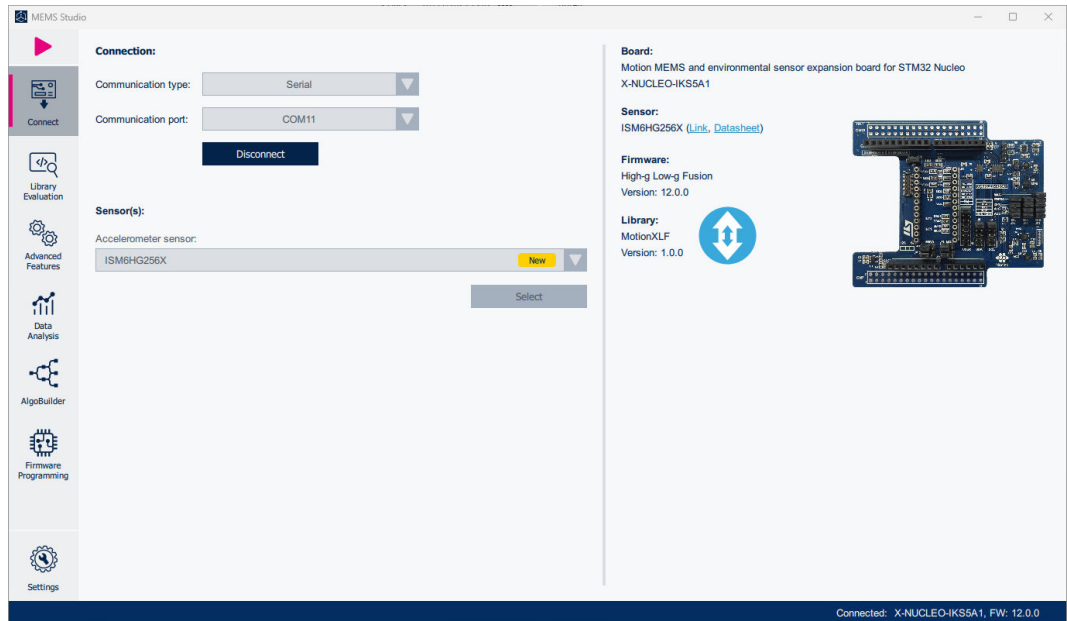 MEMS Studio
Connect
Library
Evaluation
Advanced
Features
Data
Analysis
AlgoBuilder
Firmware
Programming
Settings
Connection:
Communication type:
Serial
Communication port:
COM11
Disconnect
Sensor(s):
Accelerometer sensor:
ISM6HG256X
New
Select
Board:
Motion MEMS and environmental sensor expansion board for STM32 Nucleo
X-NUCLEO-IKS5A1
Sensor:
ISM6HG256X (Link, Datasheet)
Firmware:
High-g Low-g Fusion
Version: 12.0.0
Library:
MotionXLF
Version: 1.0.0
Connected: X-NUCLEO-IKS5A1, FW: 12.0.0